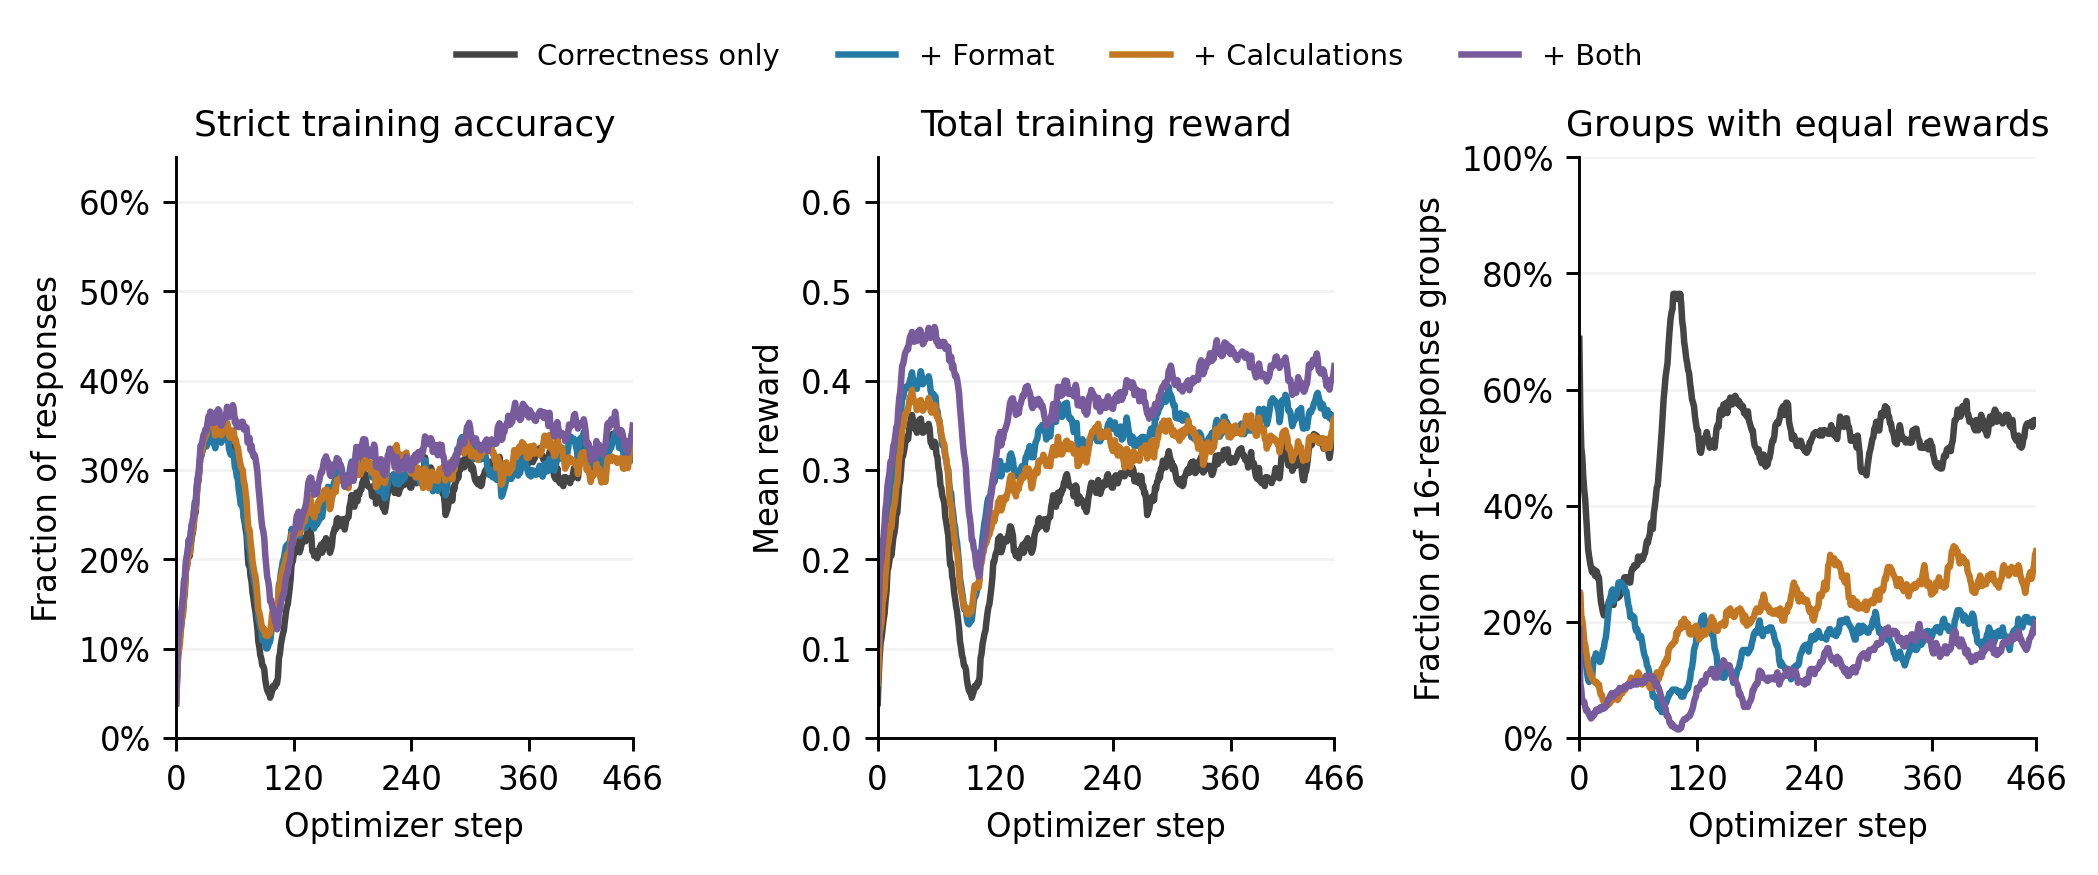 Correctness only + Format + Calculations + Both
Strict training accuracy
Fraction of responses
60%
50%
40%
30%
20%
10%
0%
0 120 240 360 466
Optimizer step
Total training reward
Mean reward
0.6
0.5
0.4
0.3
0.2
0.1
0.0
0 120 240 360 466
Optimizer step
Groups with equal rewards
Fraction of 16-response groups
100%
80%
60%
40%
20%
0%
0 120 240 360 466
Optimizer step